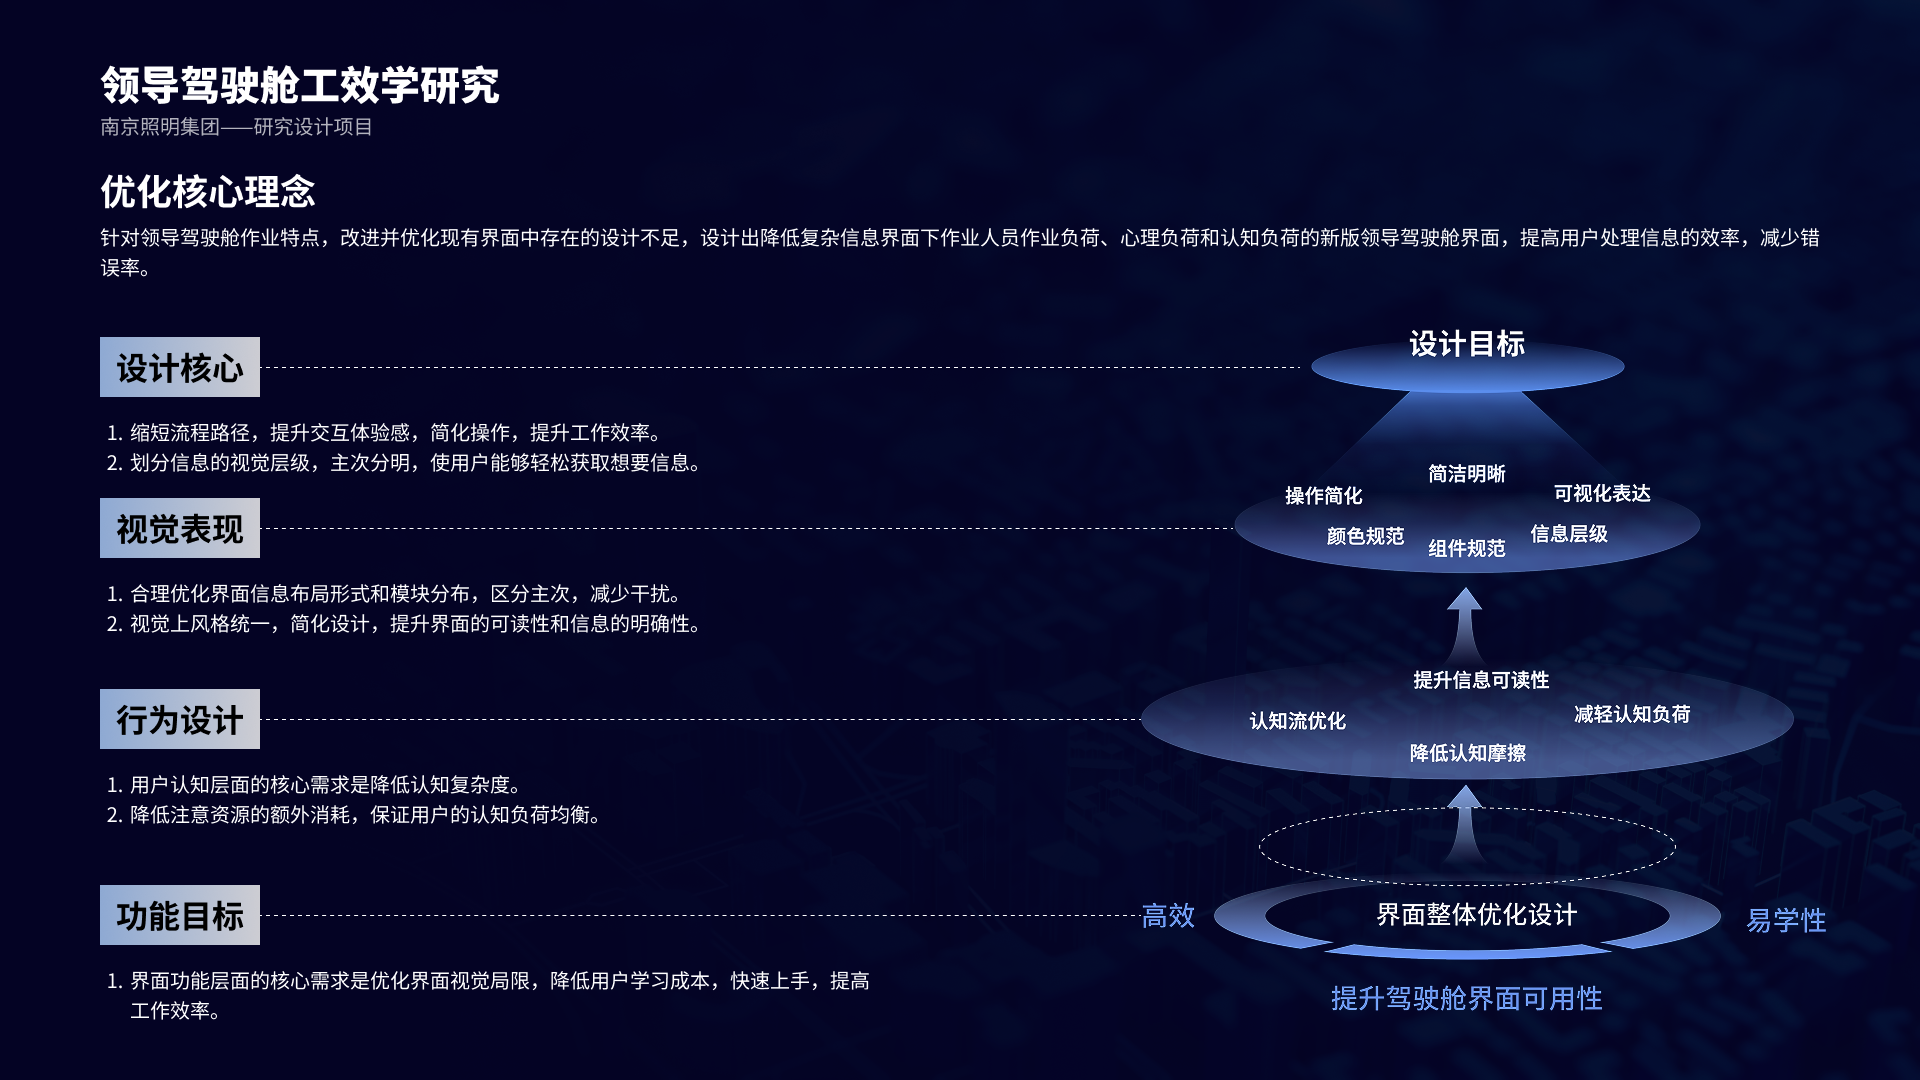 领导驾驶舱工效学研究
南京照明集团——研究设计项目
优化核心理念
针对领导驾驶舱作业特点，改进并优化现有界面中存在的设计不足，设计出降低复杂信息界面下作业人员作业负荷、心理负荷和认知负荷的新版领导驾驶舱界面，提高用户处理信息的效率，减少错
误率。
设计核心
1. 缩短流程路径，提升交互体验感，简化操作，提升工作效率。
2. 划分信息的视觉层级，主次分明，使用户能够轻松获取想要信息。
视觉表现
1. 合理优化界面信息布局形式和模块分布，区分主次，减少干扰。
2. 视觉上风格统一，简化设计，提升界面的可读性和信息的明确性。
行为设计
1. 用户认知层面的核心需求是降低认知复杂度。
2. 降低注意资源的额外消耗，保证用户的认知负荷均衡。
功能目标
1. 界面功能层面的核心需求是优化界面视觉局限，降低用户学习成本，快速上手，提高
工作效率。
设计目标
简洁明晰
操作简化
可视化表达
颜色规范
组件规范
信息层级
提升信息可读性
认知流优化
减轻认知负荷
降低认知摩擦
高效
界面整体优化设计
易学性
提升驾驶舱界面可用性